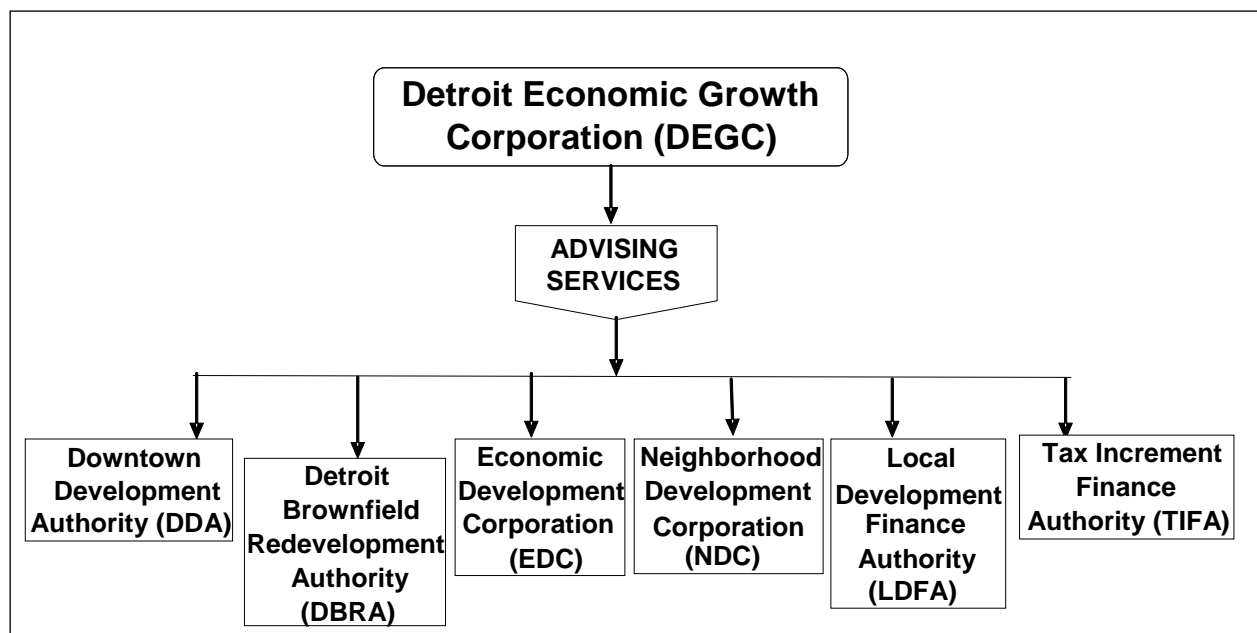 Detroit Economic Growth
Corporation (DEGC)
ADVISING
SERVICES
Downtown
Development
Authority (DDA)
Detroit
Brownfield
Redevelopment
Authority
(DBRA)
Economic
Development
Corporation
(EDC)
Neighborhood
Development
Corporation
(NDC)
Local
Development
Finance
Authority
(LDFA)
Tax Increment
Finance
Authority (TIFA)